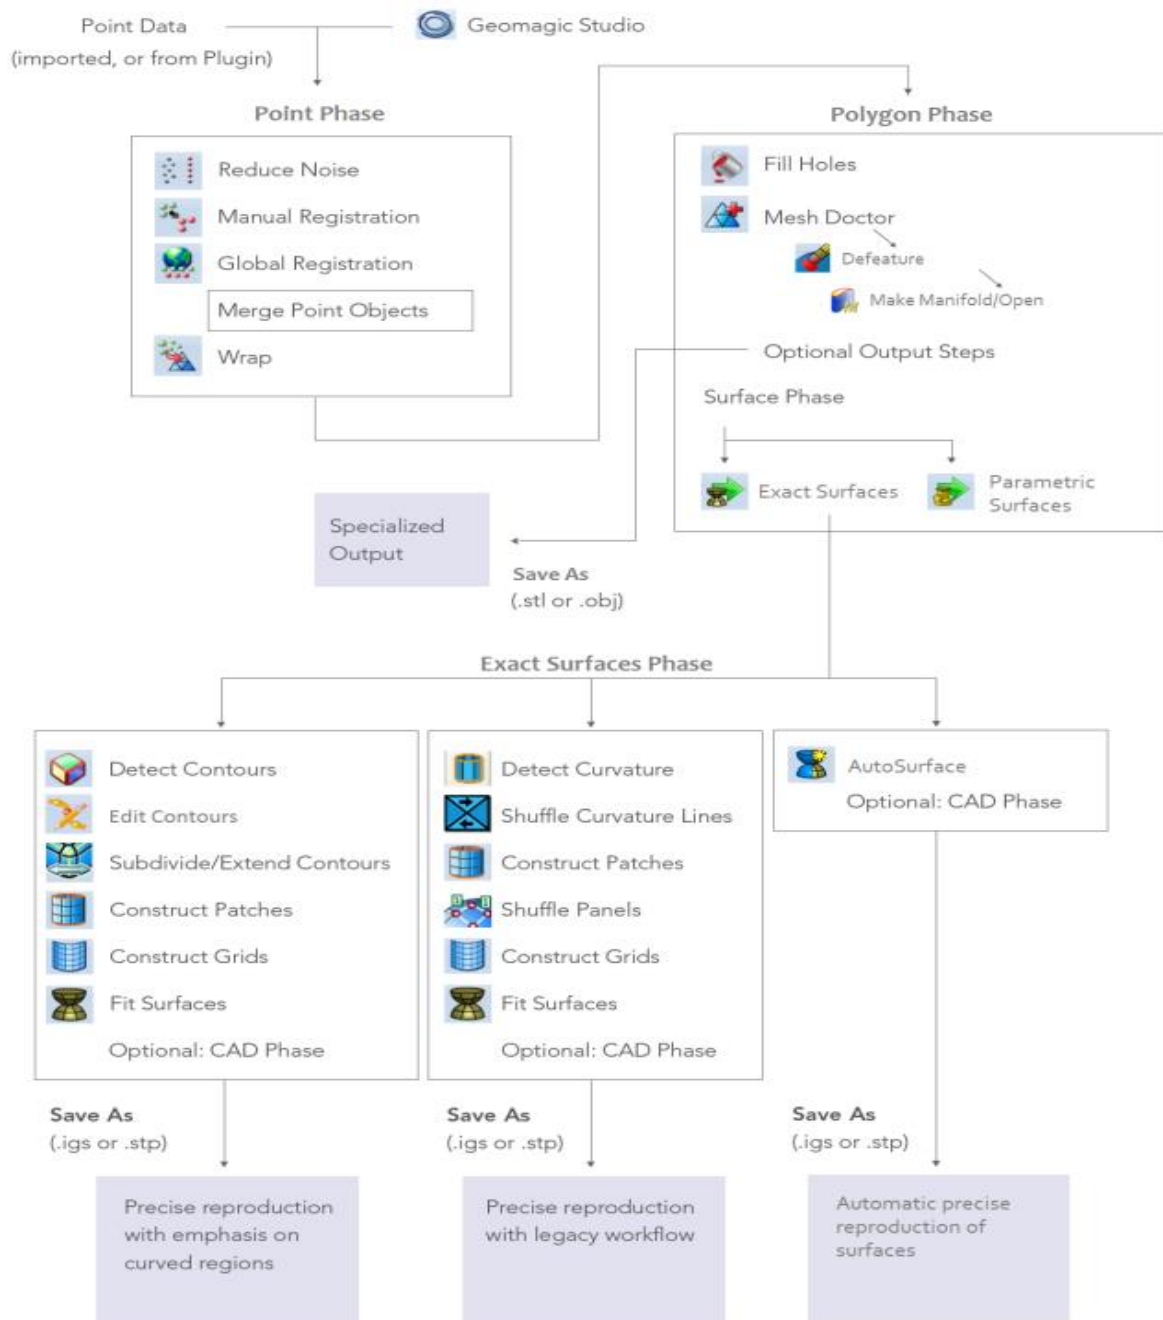 Point Data
(imported, or from Plugin)
Geomagic Studio
Point Phase
Reduce Noise
Manual Registration
Global Registration
Merge Point Objects
Wrap
Polygon Phase
Fill Holes
Mesh Doctor
Defeature
Make Manifold/Open
Optional Output Steps
Surface Phase
Exact Surfaces
Parametric
Surfaces
Specialized
Output
Save As
(.stl or .obj)
Exact Surfaces Phase
Detect Contours
Edit Contours
Subdivide/Extend Contours
Construct Patches
Construct Grids
Fit Surfaces
Optional: CAD Phase
Save As
(.igs or .stp)
Precise reproduction
with emphasis on
curved regions
Detect Curvature
Shuffle Curvature Lines
Construct Patches
Shuffle Panels
Construct Grids
Fit Surfaces
Optional: CAD Phase
Save As
(.igs or .stp)
Precise reproduction
with legacy workflow
AutoSurface
Optional: CAD Phase
Save As
(.igs or .stp)
Automatic precise
reproduction of
surfaces